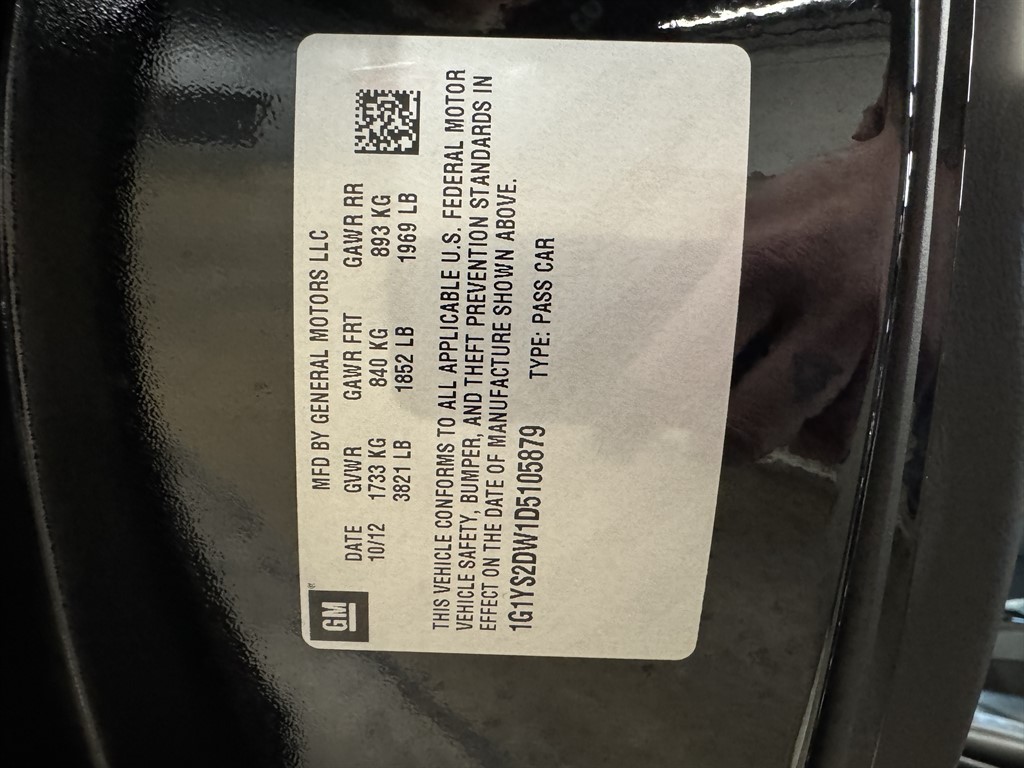 GM
MFD BY GENERAL MOTORS LLC
DATE GVWR GAWR FRT GAWR RR
10/12 1733 KG 840 KG 893 KG
3821 LB 1852 LB 1969 LB
THIS VEHICLE CONFORMS TO ALL APPLICABLE U.S. FEDERAL MOTOR
VEHICLE SAFETY, BUMPER, AND THEFT PREVENTION STANDARDS IN
EFFECT ON THE DATE OF MANUFACTURE SHOWN ABOVE.
1G1YS2DW1D5105879 TYPE: PASS CAR